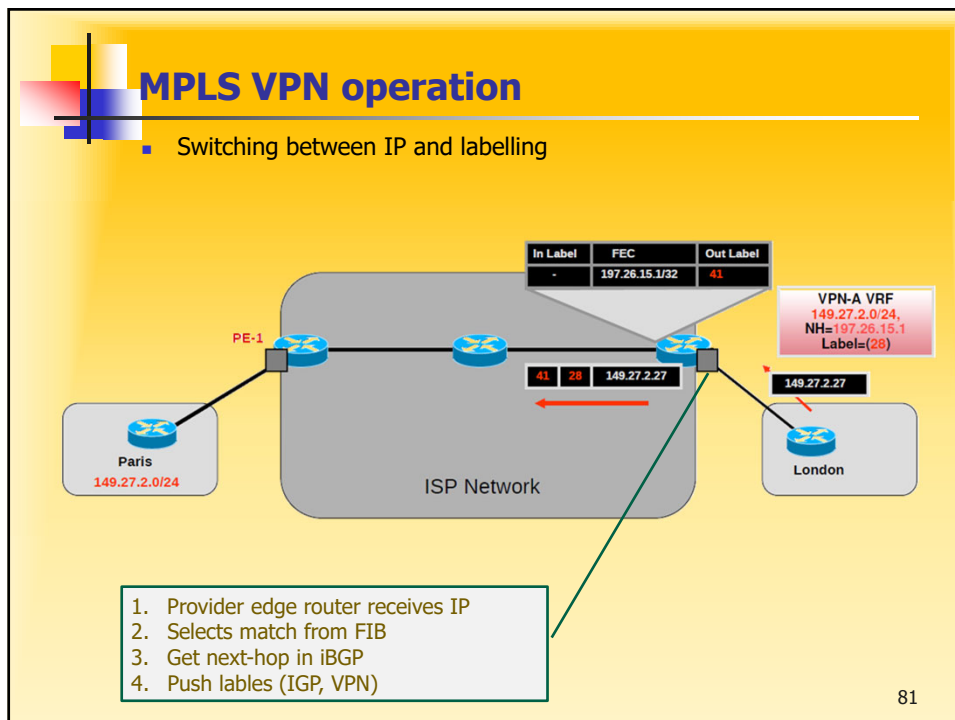 MPLS VPN operation
Switching between IP and labelling
In Label FEC Out Label
- 197.26.15.1/32 41
VPN-A VRF
149.27.2.0/24,
NH=197.26.15.1
Label=(28)
PE-1
41 28 149.27.2.27
149.27.2.27
Paris
149.27.2.0/24
London
ISP Network
1. Provider edge router receives IP
2. Selects match from FIB
3. Get next-hop in iBGP
4. Push lables (IGP, VPN)
81